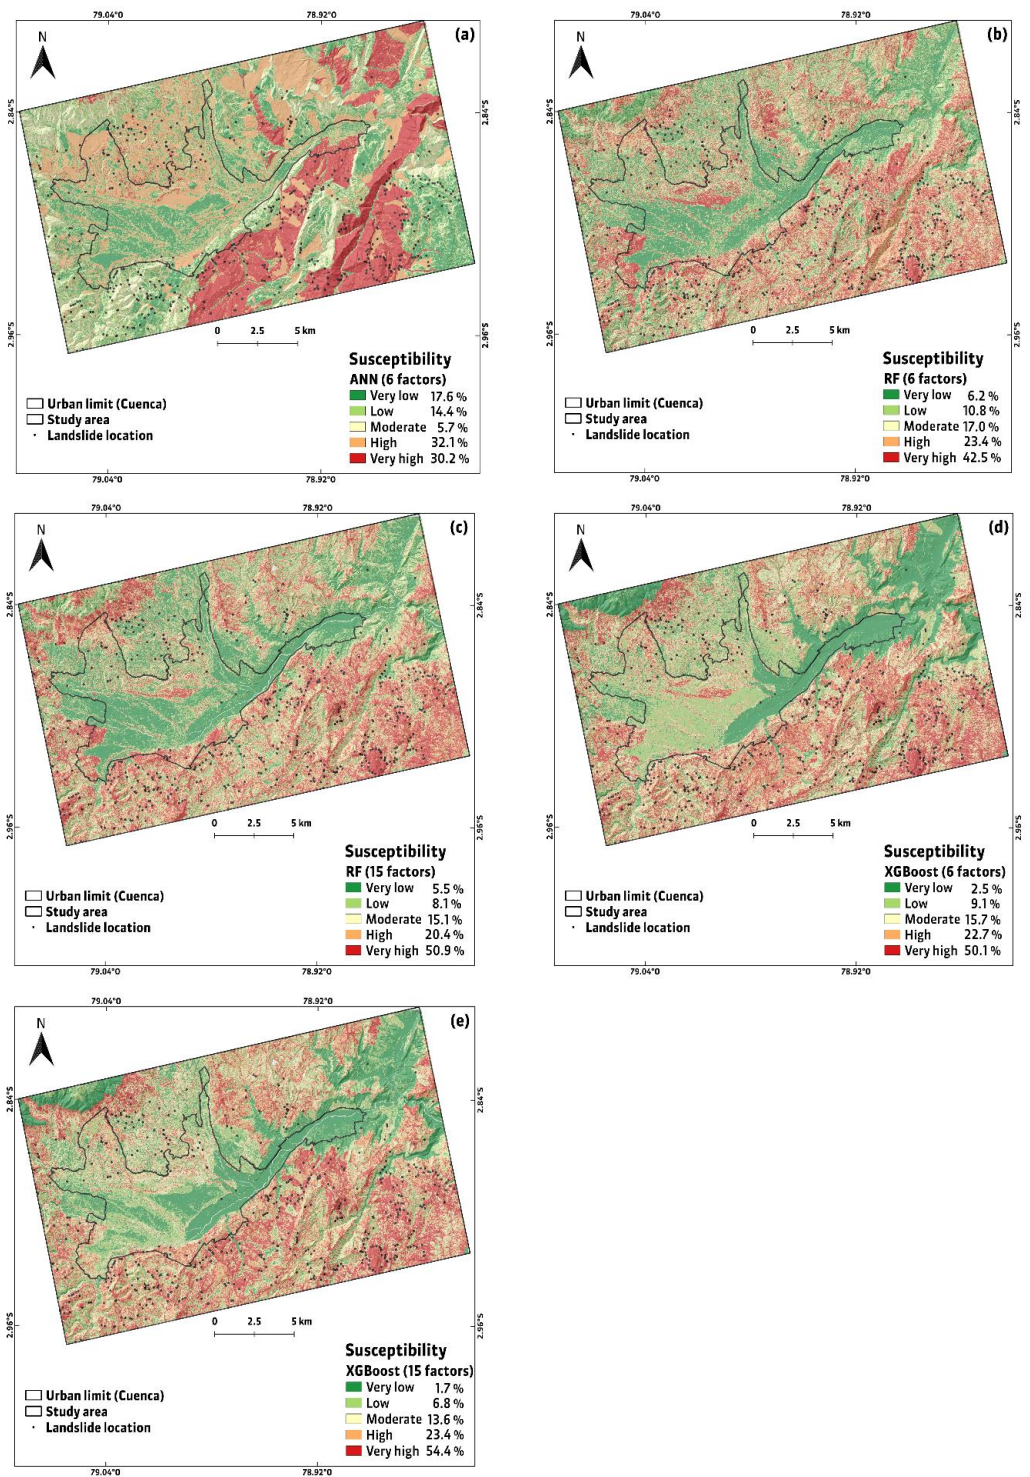 79.04°O 78.92°O
(a)
N
2.84°S 2.84°S
2.96°S 2.96°S
0 2.5 5 km
Susceptibility
ANN (6 factors)
Very low 17.6 %
Low 14.4 %
Moderate 5.7 %
High 32.1 %
Very high 30.2 %
Urban limit (Cuenca)
Study area
Landslide location
79.04°O 78.92°O
79.04°O 78.92°O
(b)
N
2.84°S 2.84°S
2.96°S 2.96°S
0 2.5 5 km
Susceptibility
RF (6 factors)
Very low 6.2 %
Low 10.8 %
Moderate 17.0 %
High 23.4 %
Very high 42.5 %
Urban limit (Cuenca)
Study area
Landslide location
79.04°O 78.92°O
79.04°O 78.92°O
(c)
N
2.84°S 2.84°S
2.96°S 2.96°S
0 2.5 5 km
Susceptibility
RF (15 factors)
Very low 5.5 %
Low 8.1 %
Moderate 15.1 %
High 20.4 %
Very high 50.9 %
Urban limit (Cuenca)
Study area
Landslide location
79.04°O 78.92°O
79.04°O 78.92°O
(d)
N
2.84°S 2.84°S
2.96°S 2.96°S
0 2.5 5 km
Susceptibility
XGBoost (6 factors)
Very low 2.5 %
Low 9.1 %
Moderate 15.7 %
High 22.7 %
Very high 50.1 %
Urban limit (Cuenca)
Study area
Landslide location
79.04°O 78.92°O
79.04°O 78.92°O
(e)
N
2.84°S 2.84°S
2.96°S 2.96°S
0 2.5 5 km
Susceptibility
XGBoost (15 factors)
Very low 1.7 %
Low 6.8 %
Moderate 13.6 %
High 23.4 %
Very high 54.4 %
Urban limit (Cuenca)
Study area
Landslide location
79.04°O 78.92°O